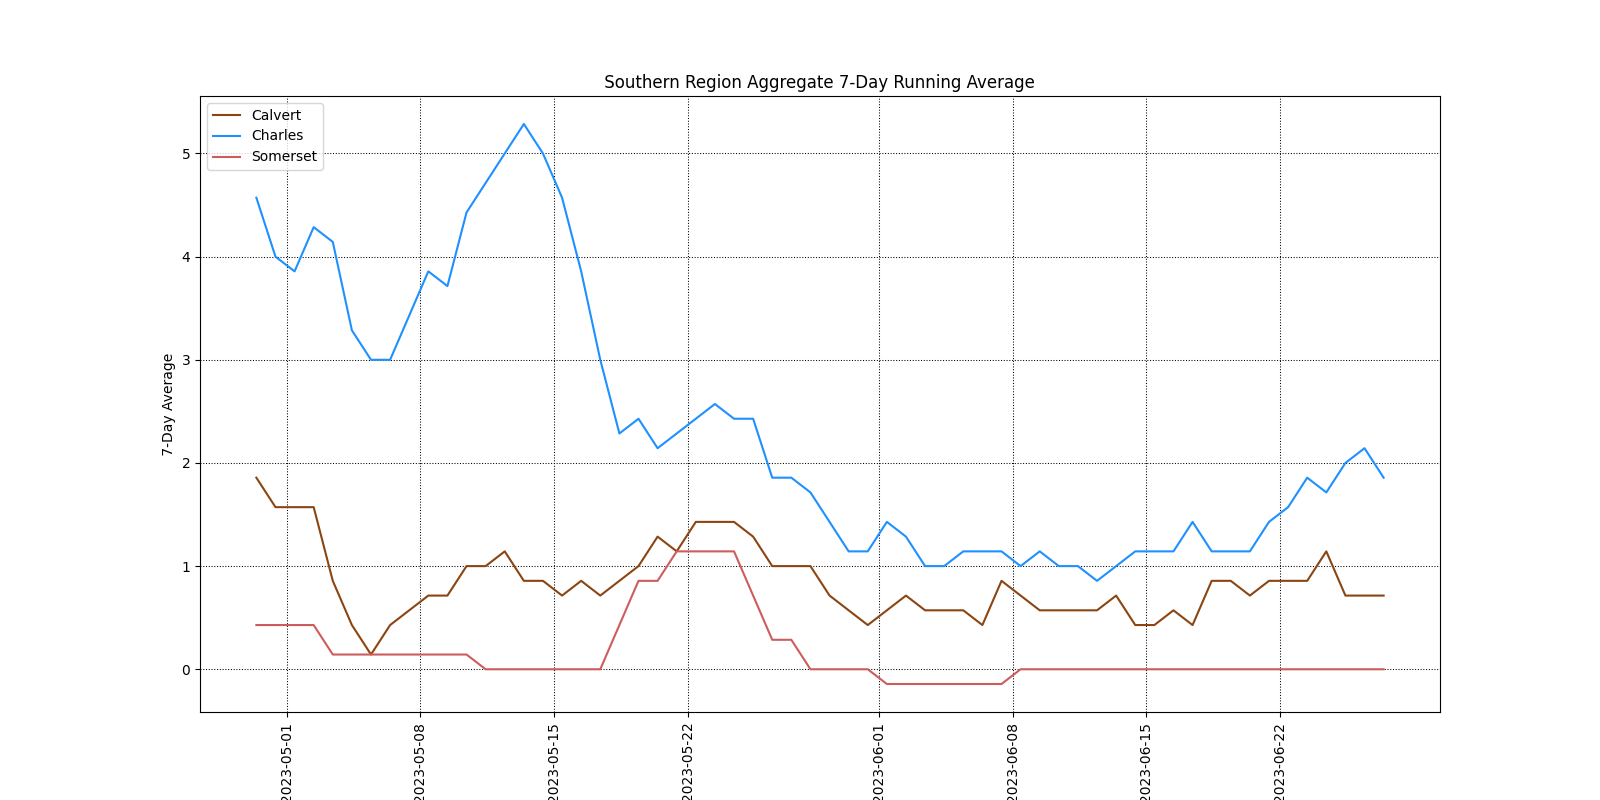 Southern Region Aggregate 7-Day Running Average
Calvert
Charles
Somerset
7-Day Average
5
4
3
2
1
0
2023-05-01
2023-05-08
2023-05-15
2023-05-22
2023-06-01
2023-06-08
2023-06-15
2023-06-22